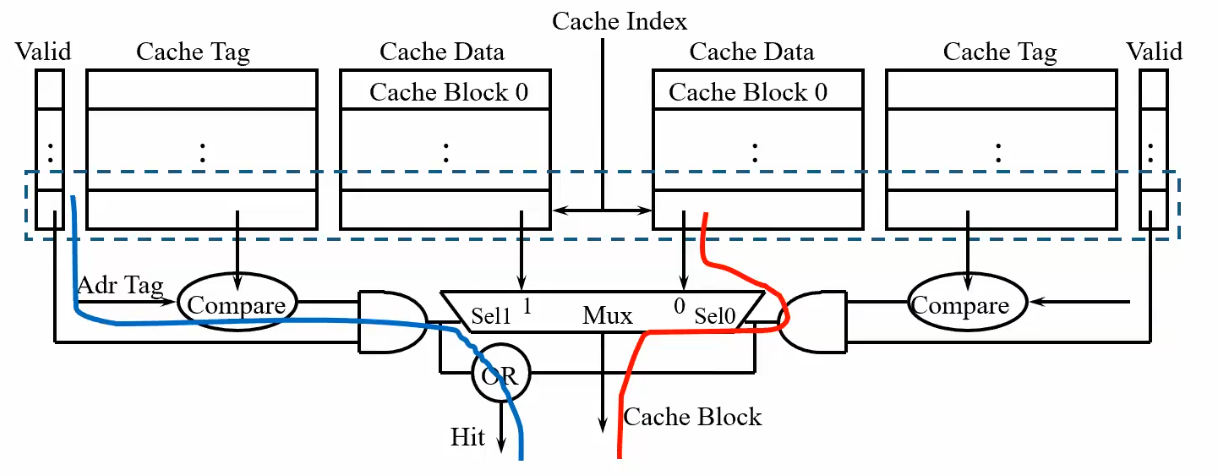 Cache Index
Valid Cache Tag Cache Data Cache Data Cache Tag Valid
Cache Block 0 Cache Block 0
: : : : : :
Adr Tag
Compare Sel1 1 Mux 0 Sel0 Compare
OR
Cache Block
Hit